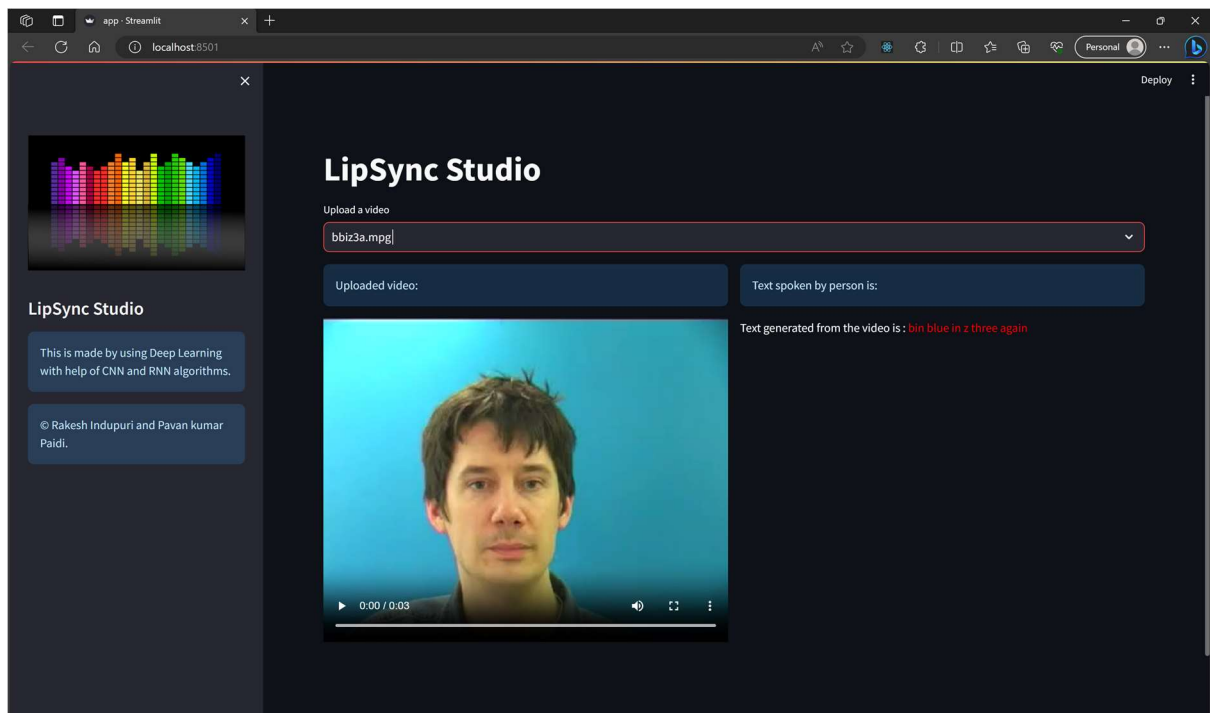 app · Streamlit
localhost:8501
Personal
Deploy
LipSync Studio
This is made by using Deep Learning
with help of CNN and RNN algorithms.
© Rakesh Indupuri and Pavan kumar
Paidi.
LipSync Studio
Upload a video
bbiz3a.mpg
Uploaded video:
Text spoken by person is:
Text generated from the video is : bin blue in z three again
0:00 / 0:03